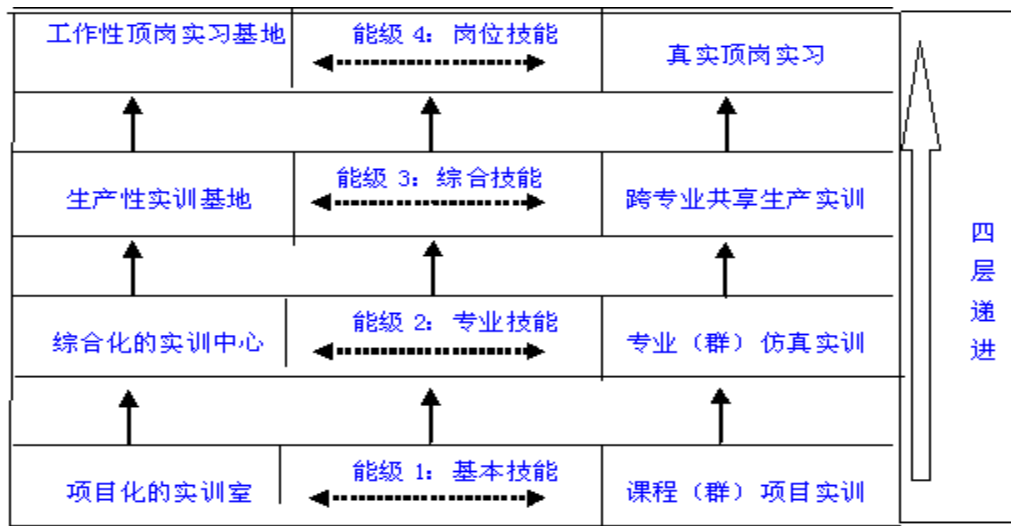 工作性顶岗实习基地
能级 4：岗位技能
真实顶岗实习
生产性实训基地
能级 3：综合技能
跨专业共享生产实训
综合化的实训中心
能级 2：专业技能
专业（群）仿真实训
项目化的实训室
能级 1：基本技能
课程（群）项目实训
四
层
递
进